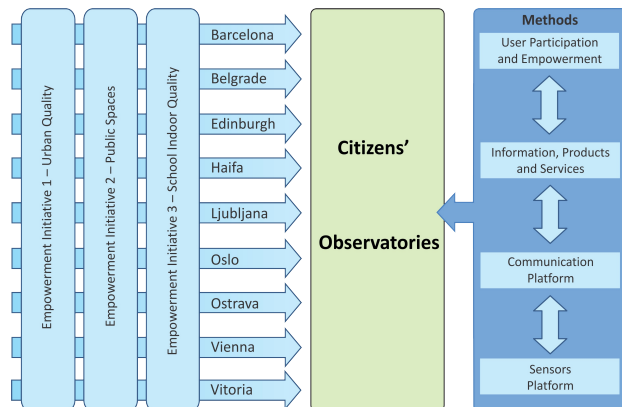 Empowerment Initiative 1 – Urban Quality
Empowerment Initiative 2 – Public Spaces
Empowerment Initiative 3 – School Indoor Quality
Barcelona
Belgrade
Edinburgh
Haifa
Ljubljana
Oslo
Ostrava
Vienna
Vitoria
Citizens’
Observatories
Methods
User Participation
and Empowerment
Information, Products
and Services
Communication
Platform
Sensors
Platform